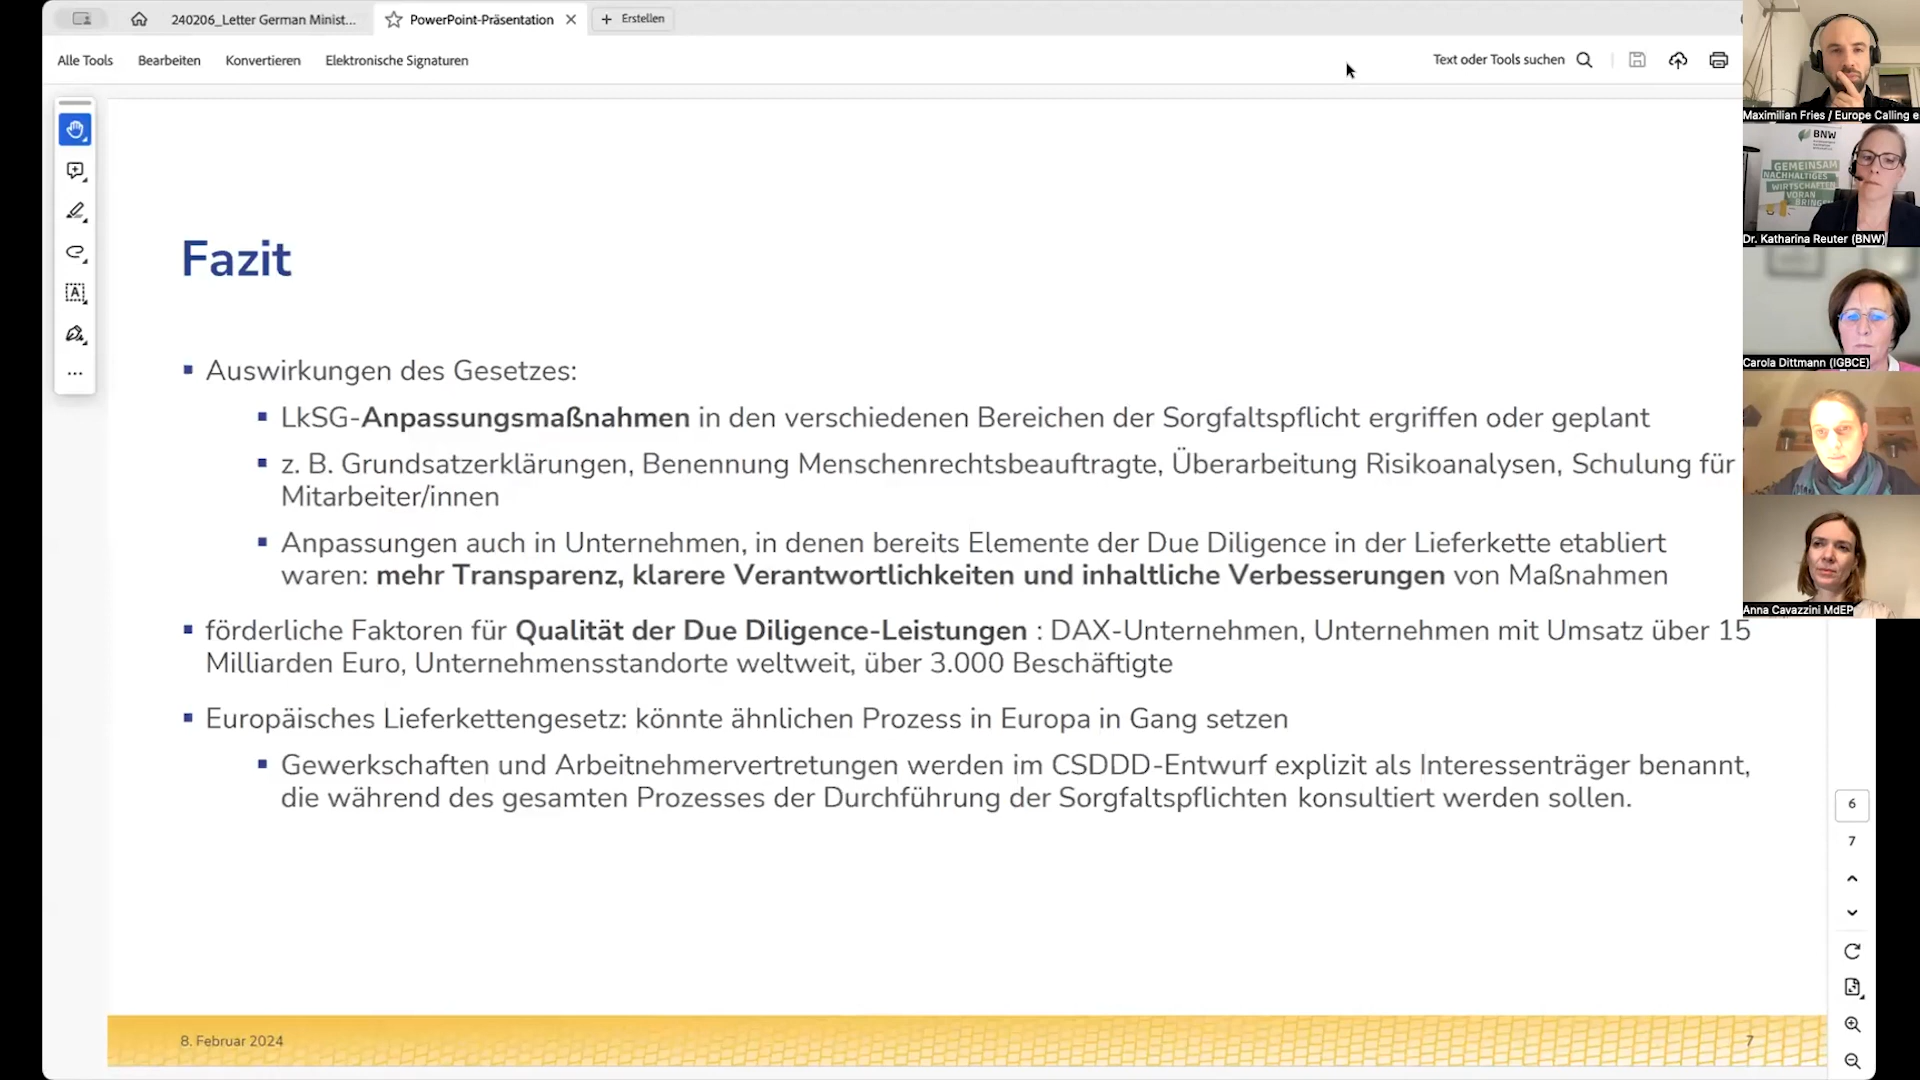 240206_Letter German Minist...
PowerPoint-Präsentation
Erstellen
Alle Tools
Bearbeiten
Konvertieren
Elektronische Signaturen
Text oder Tools suchen
Fazit
Auswirkungen des Gesetzes:
LkSG-Anpassungsmaßnahmen in den verschiedenen Bereichen der Sorgfaltspflicht ergriffen oder geplant
z. B. Grundsatzerklärungen, Benennung Menschenrechtsbeauftragte, Überarbeitung Risikoanalysen, Schulung für
Mitarbeiter/innen
Anpassungen auch in Unternehmen, in denen bereits Elemente der Due Diligence in der Lieferkette etabliert
waren: mehr Transparenz, klarere Verantwortlichkeiten und inhaltliche Verbesserungen von Maßnahmen
förderliche Faktoren für Qualität der Due Diligence-Leistungen : DAX-Unternehmen, Unternehmen mit Umsatz über 15
Milliarden Euro, Unternehmensstandorte weltweit, über 3.000 Beschäftigte
Europäisches Lieferkettengesetz: könnte ähnlichen Prozess in Europa in Gang setzen
Gewerkschaften und Arbeitnehmervertretungen werden im CSDDD-Entwurf explizit als Interessenträger benannt,
die während des gesamten Prozesses der Durchführung der Sorgfaltspflichten konsultiert werden sollen.
8. Februar 2024
7
6
7
Maximilian Fries / Europe Calling e
BNW
GEMEINSAM
NACHHALTIGES
WIRTSCHAFTEN
VORAN
BRINGEN
Dr. Katharina Reuter (BNW)
Carola Dittmann (IGBCE)
Anna Cavazzini MdEP